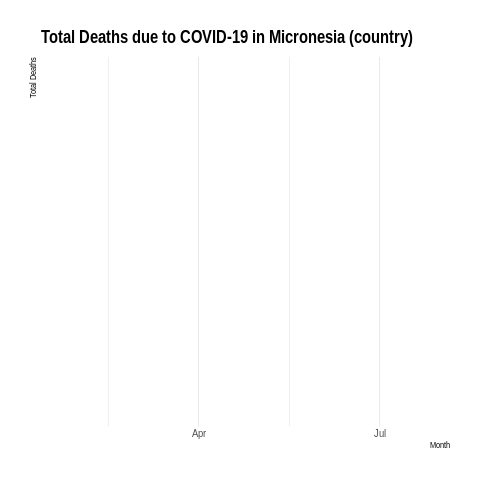 Total Deaths due to COVID-19 in Micronesia (country)
Total Deaths
Apr
Jul
Month